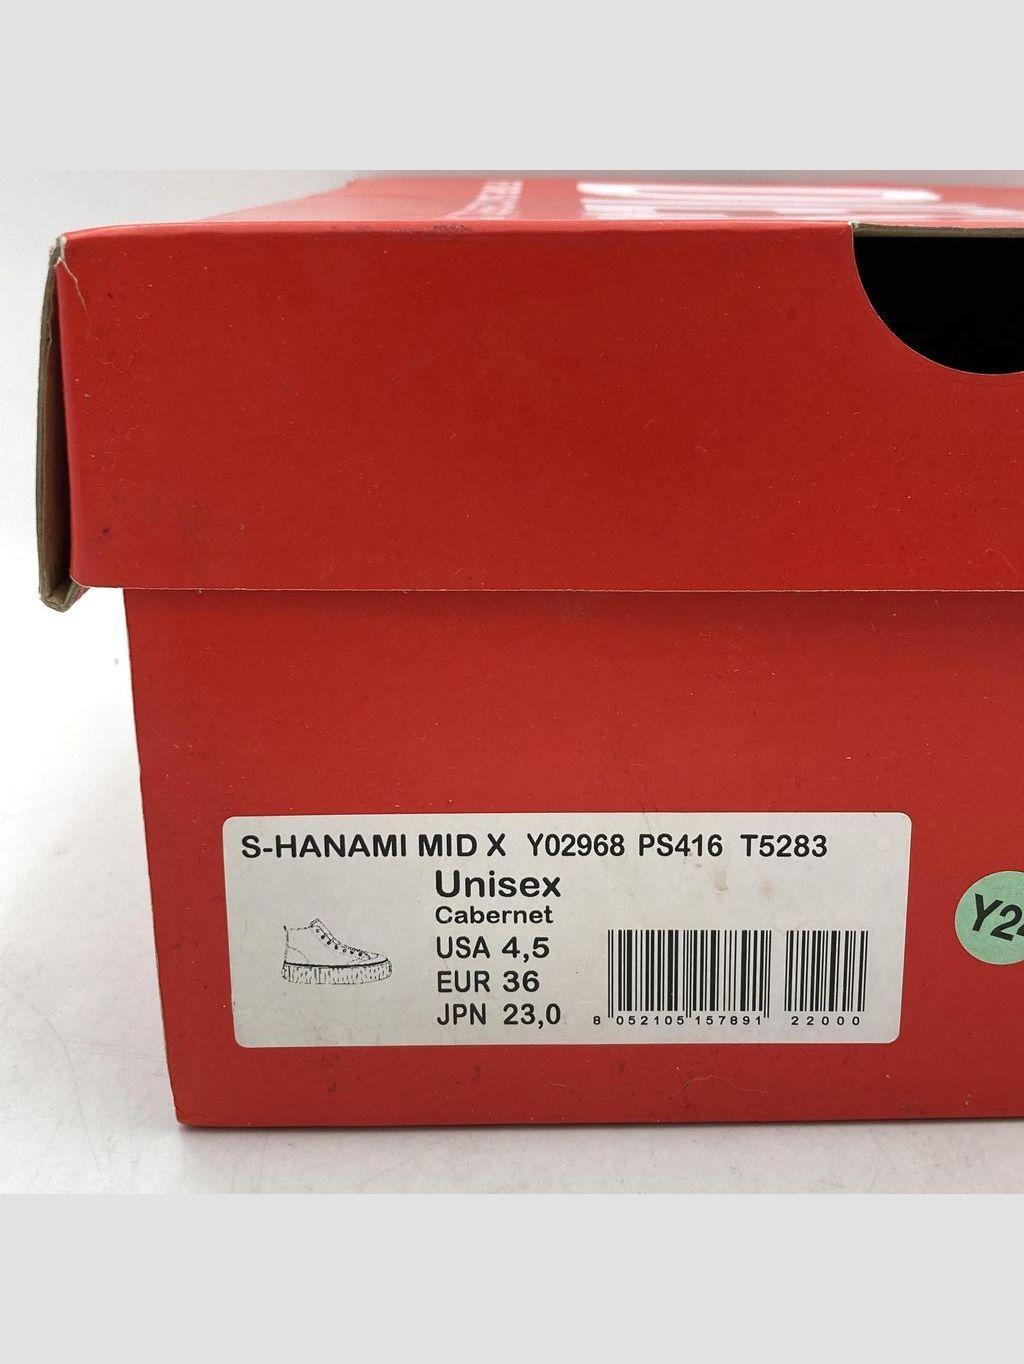 S-HANAMI MID X Y02968 PS416 T5283
Unisex
Cabernet
USA 4,5
EUR 36
JPN 23,0
8 052105 157891 22000